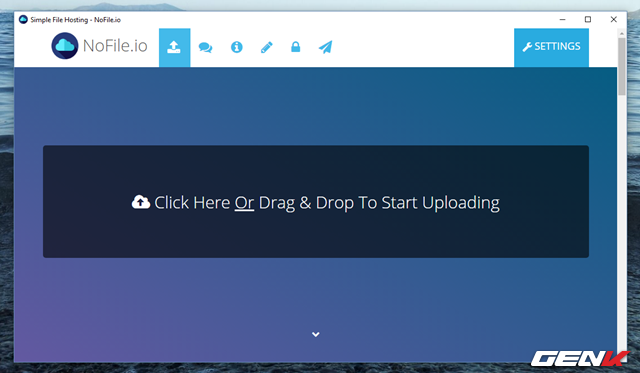 Simple File Hosting - NoFile.io
NoFile.io
SETTINGS
Click Here Or Drag & Drop To Start Uploading
GENK